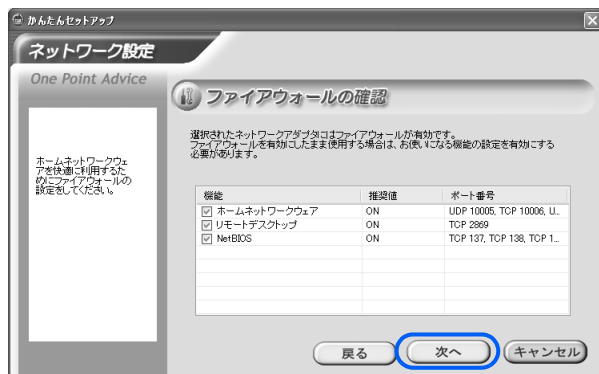 かんたんセットアップ
ネットワーク設定
One Point Advice
ファイアウォールの確認
選択されたネットワークアダプタにはファイアウォールが有効です。
ファイアウォールを有効にしたまま使用する場合は、お使いになる機能の設定を有効にする
必要があります。
ホームネットワークウェ
アを快適に利用するた
めにファイアウォールの
設定をしてください。
機能 推奨値 ポート番号
ホームネットワークウェア ON UDP 10005, TCP 10006, U...
リモートデスクトップ ON TCP 2869
NetBIOS ON TCP 137, TCP 138, TCP 1...
戻る 次へ キャンセル